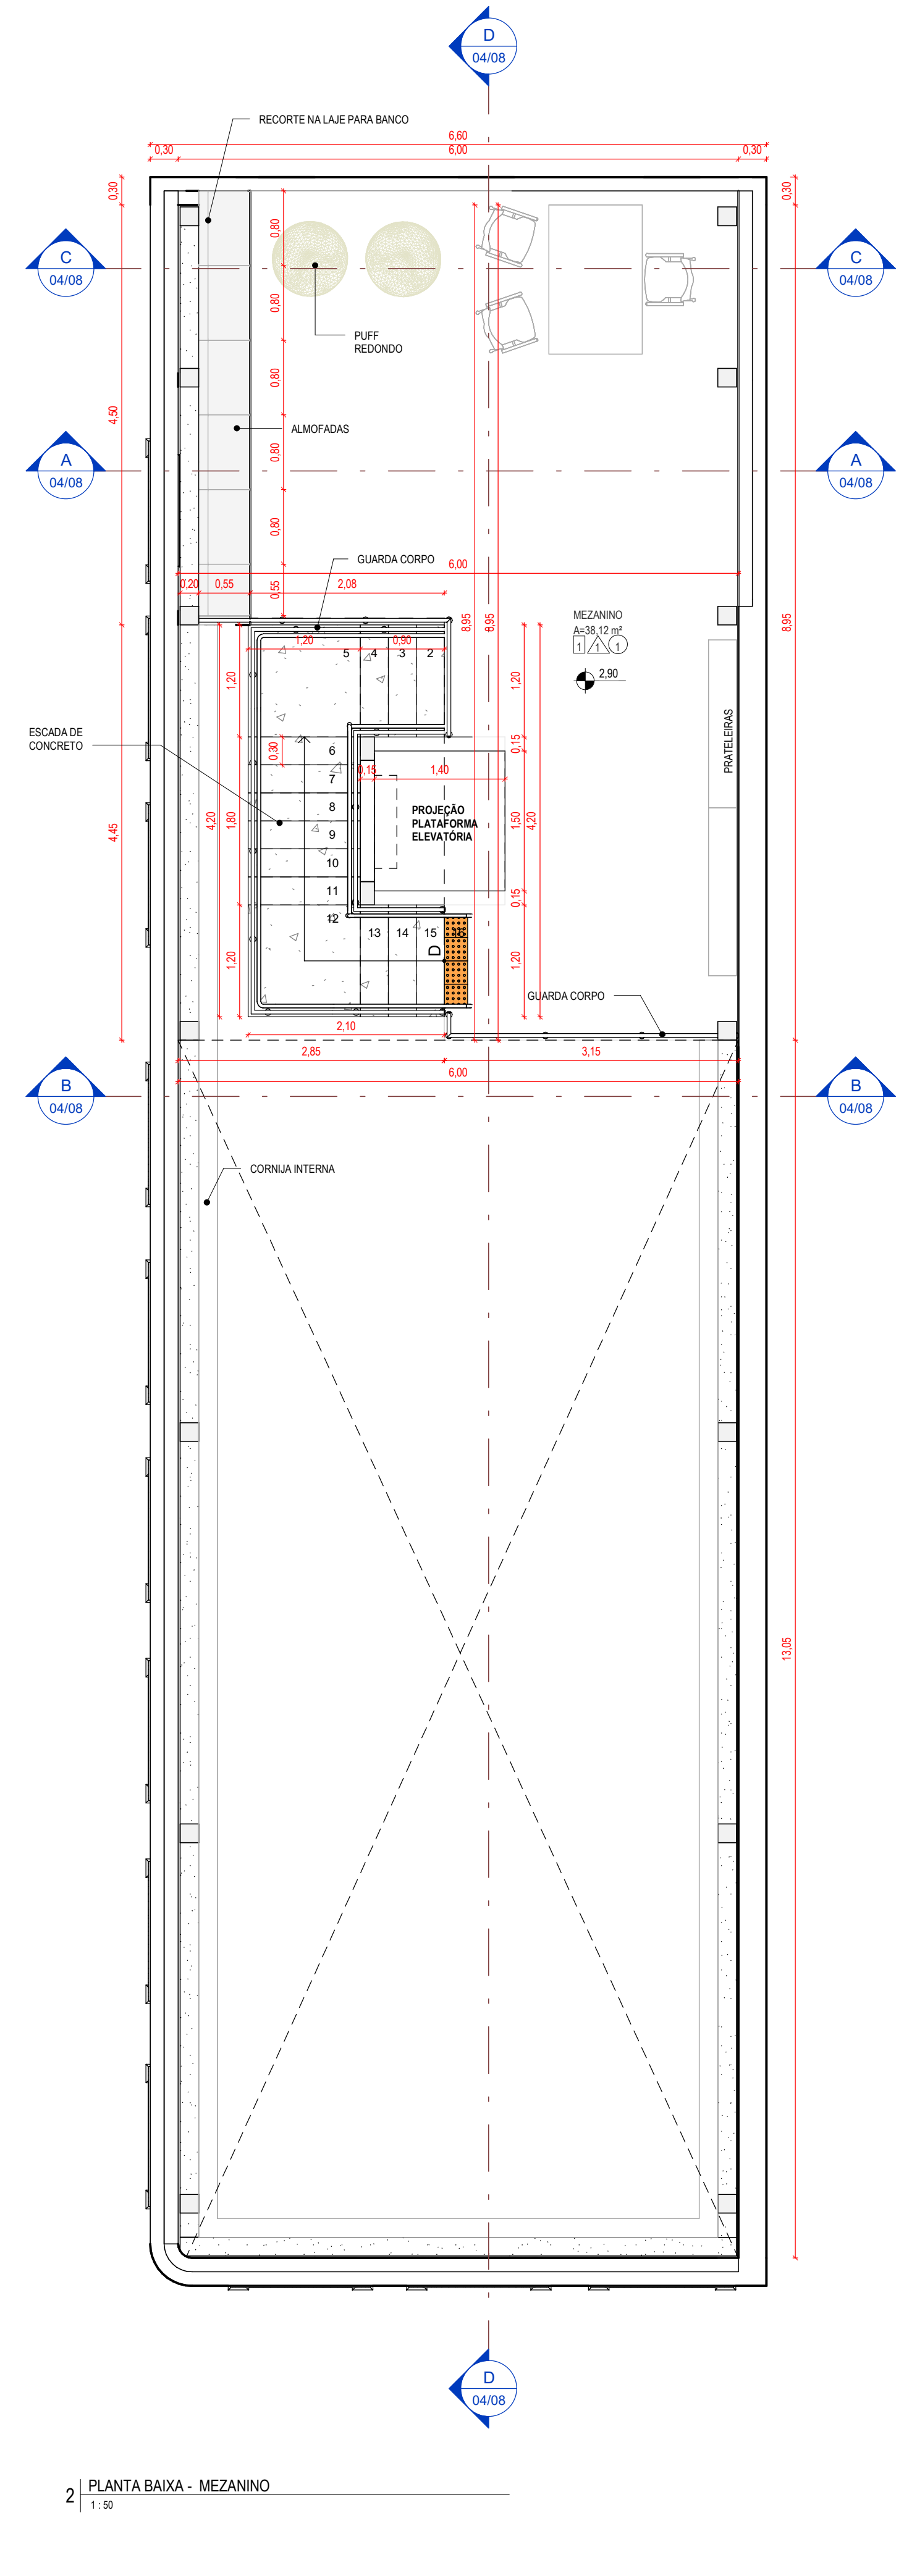 D
04/08
RECORTE NA LAJE PARA BANCO
6,60
0,30
6,00
0,30
0,30
0,30
C
04/08
0,80
C
04/08
0,80
PUFF
REDONDO
0,80
4,50
ALMOFADAS
0,80
A
04/08
A
04/08
0,80
GUARDA CORPO
6,00
0,20
0,55
2,08
0,55
8,95
8,95
8,95
MEZANINO
A=38,12 m²
1
1
1
2,90
1,20
0,90
5
4
3
2
1,20
1,20
ESCADA DE
CONCRETO
PRATELEIRAS
0,30
6
0,15
0,15
1,40
7
8
PROJEÇÃO
PLATAFORMA
ELEVATÓRIA
4,20
1,80
1,50
4,20
4,45
9
10
11
0,15
12
13
14
15
16
D
1,20
1,20
GUARDA CORPO
2,10
2,85
3,15
6,00
B
04/08
B
04/08
CORNIJA INTERNA
13,05
D
04/08
2
PLANTA BAIXA - MEZANINO
1 : 50